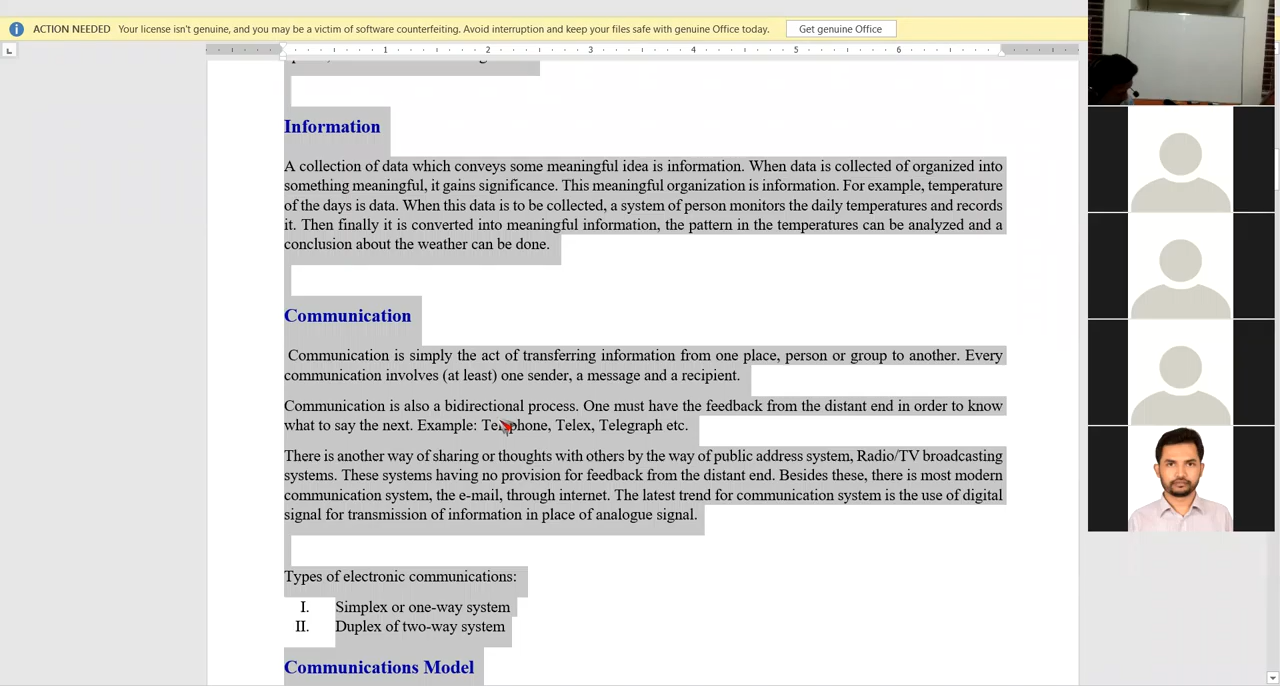 ACTION NEEDED Your license isn't genuine, and you may be a victim of software counterfeiting. Avoid interruption and keep your files safe with genuine Office today. Get genuine Office
1 2 3 4 5 6
Information
A collection of data which conveys some meaningful idea is information. When data is collected of organized into
something meaningful, it gains significance. This meaningful organization is information. For example, temperature
of the days is data. When this data is to be collected, a system of person monitors the daily temperatures and records
it. Then finally it is converted into meaningful information, the pattern in the temperatures can be analyzed and a
conclusion about the weather can be done.
Communication
Communication is simply the act of transferring information from one place, person or group to another. Every
communication involves (at least) one sender, a message and a recipient.
Communication is also a bidirectional process. One must have the feedback from the distant end in order to know
what to say the next. Example: Telephone, Telex, Telegraph etc.
There is another way of sharing or thoughts with others by the way of public address system, Radio/TV broadcasting
systems. These systems having no provision for feedback from the distant end. Besides these, there is most modern
communication system, the e-mail, through internet. The latest trend for communication system is the use of digital
signal for transmission of information in place of analogue signal.
Types of electronic communications:
I. Simplex or one-way system
II. Duplex of two-way system
Communications Model